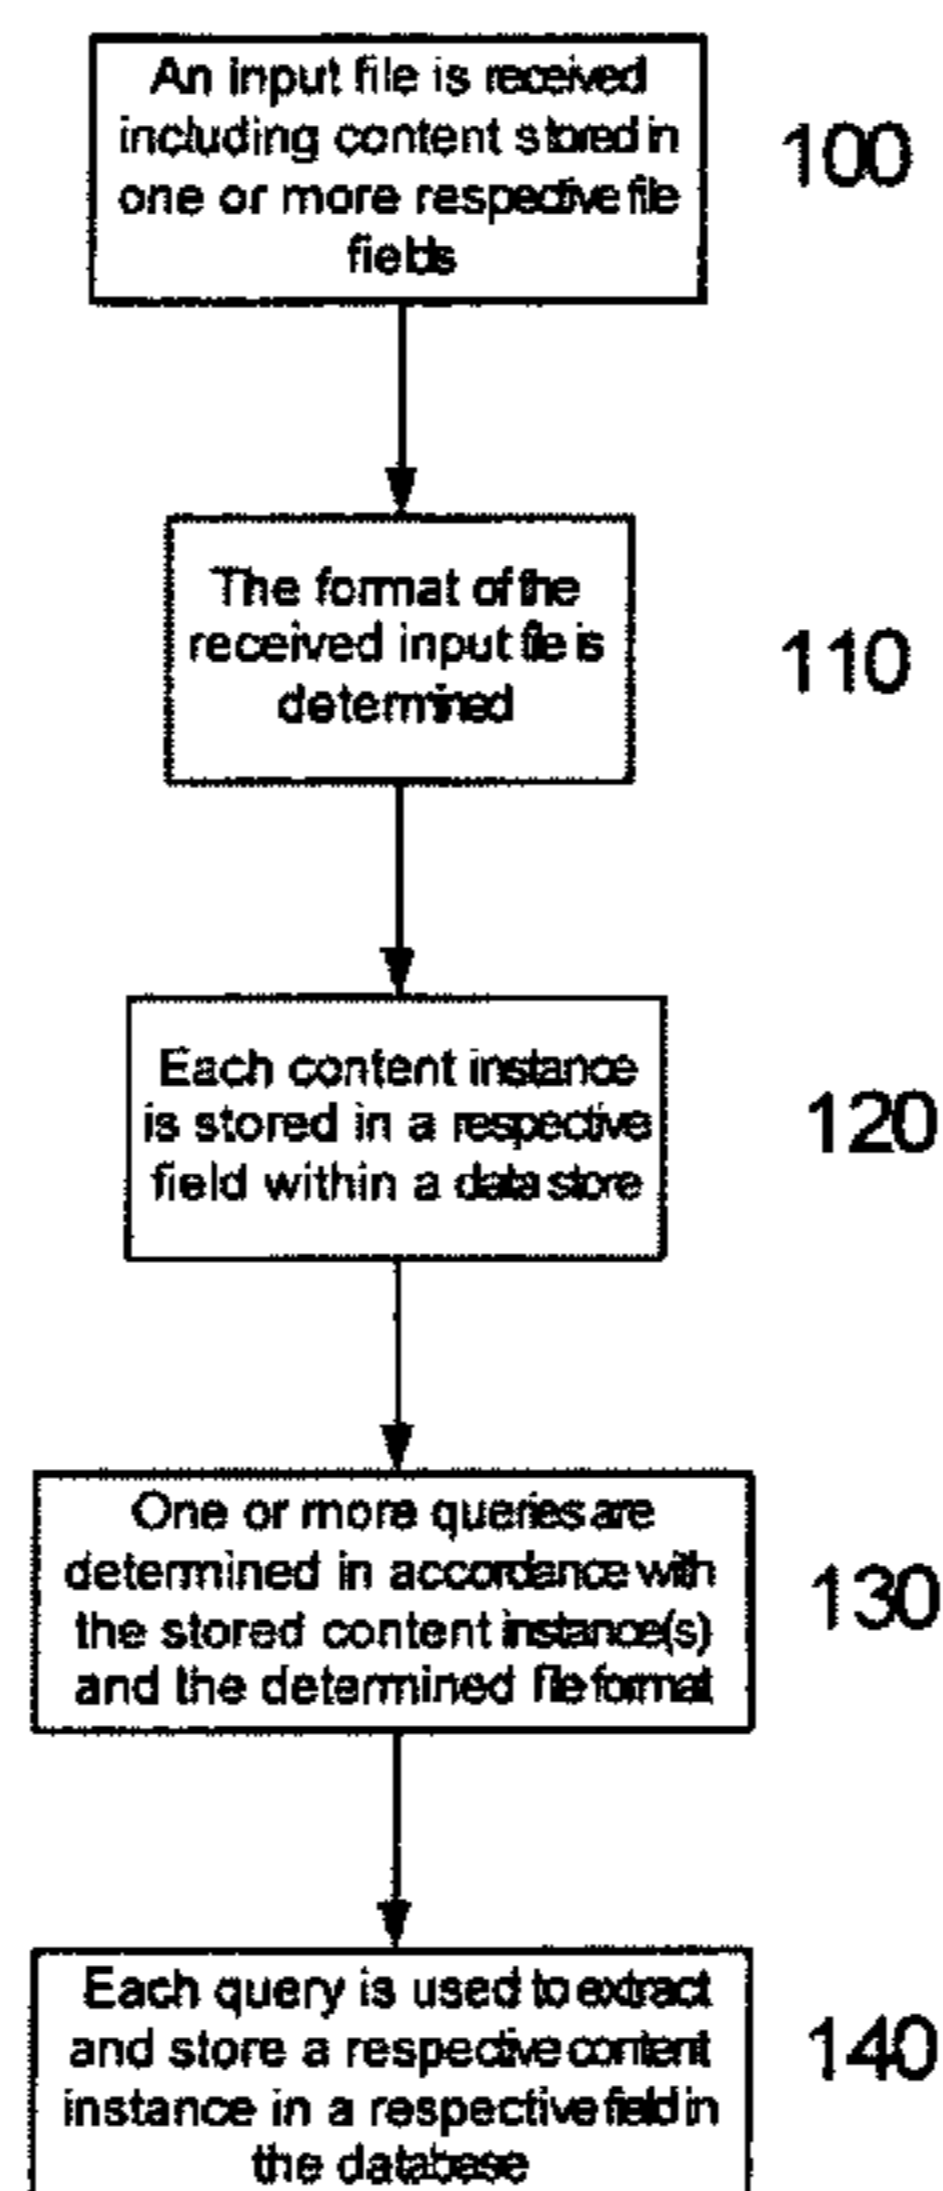 An input file is received
including content stored in
one or more respective file
fields
100
The format of the
received input file is
determined
110
Each content instance
is stored in a respective
field within a data store
120
One or more queries are
determined in accordance with
the stored content instance(s)
and the determined file format
130
Each query is used to extract
and store a respective content
instance in a respective field in
the database
140